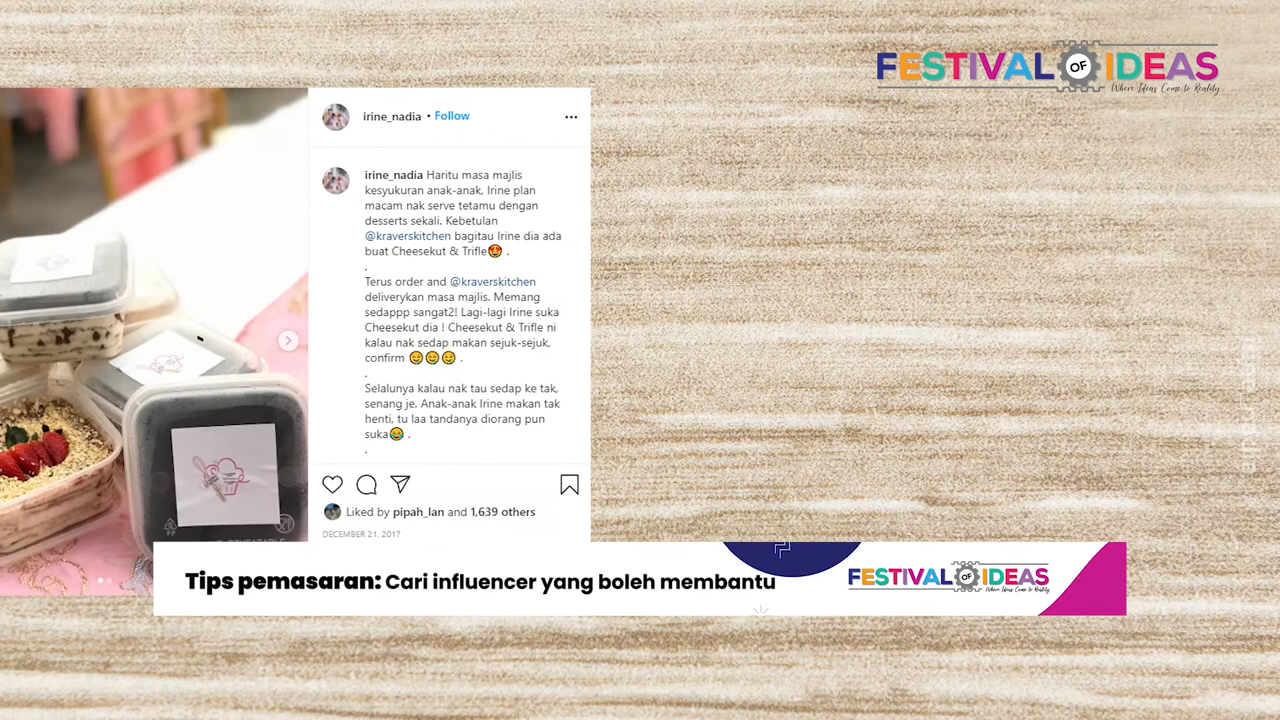 FESTIVAL OF IDEAS
Where Ideas Come to Reality
irine_nadia • Follow
irine_nadia Haritu masa majlis
kesyukuran anak-anak, Irine plan
macam nak serve tetamu dengan
desserts sekali. Kebetulan
@kraverskitchen bagitau Irine dia ada
buat Cheesekut & Trifle😍 .
.
Terus order and @kraverskitchen
deliverykan masa majlis. Memang
sedappp sangat2! Lagi-lagi Irine suka
Cheesekut dia ! Cheesekut & Trifle ni
kalau nak sedap makan sejuk-sejuk,
confirm 😋😋😋 .
.
Selalunya kalau nak tau sedap ke tak,
senang je. Anak-anak Irine makan tak
henti, tu laa tandanya diorang pun
suka😂 .
.
Liked by pipah_lan and 1,639 others
DECEMBER 21, 2017
Tips pemasaran: Cari influencer yang boleh membantu
FESTIVAL OF IDEAS
Where Ideas Come to Reality